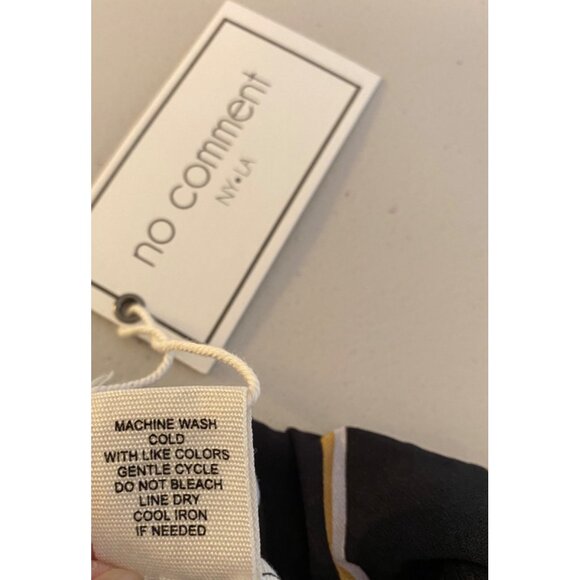 no comment
NY•LA
MACHINE WASH
COLD
WITH LIKE COLORS
GENTLE CYCLE
DO NOT BLEACH
LINE DRY
COOL IRON
IF NEEDED